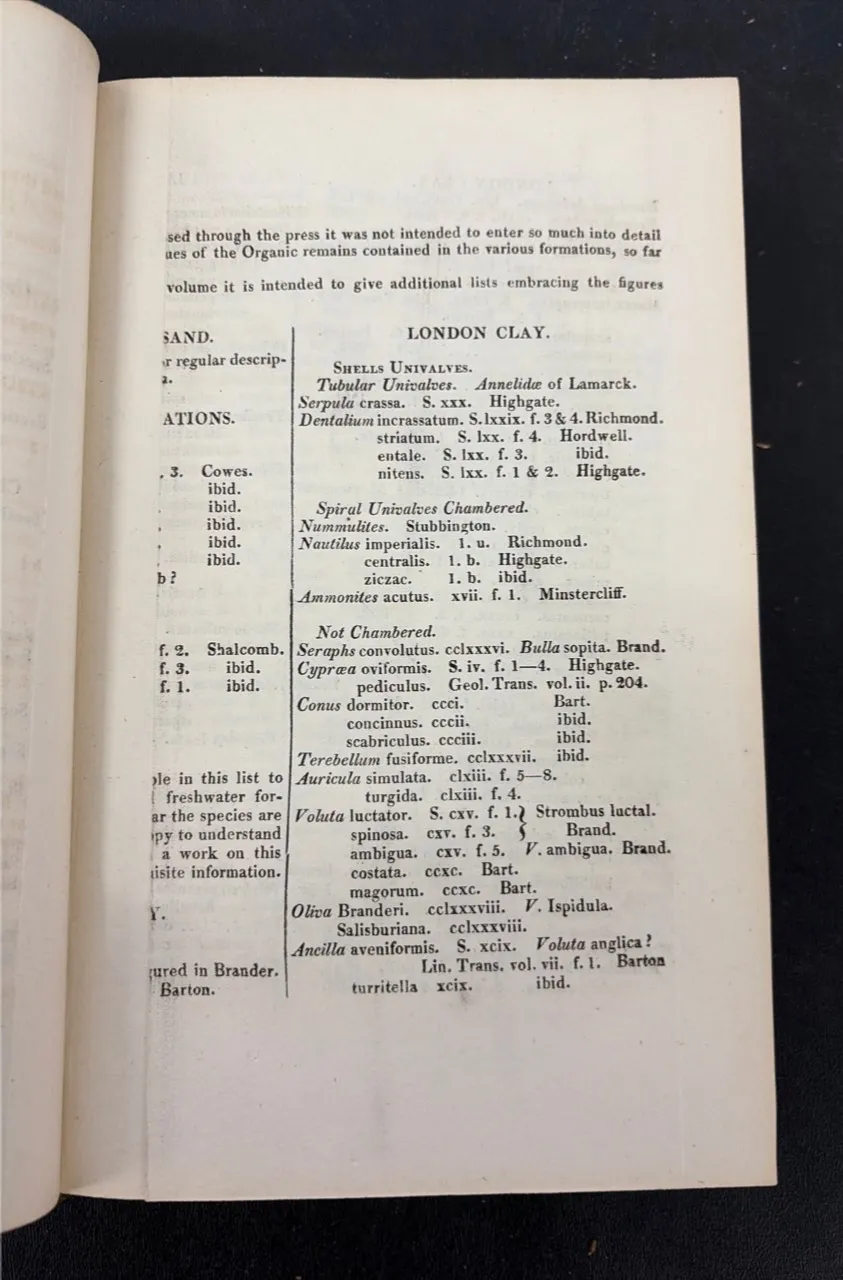 sed through the press it was not intended to enter so much into detail
ues of the Organic remains contained in the various formations, so far
volume it is intended to give additional lists embracing the figures
SAND.
r regular descrip-
a.
ATIONS.
, 3. Cowes.
ibid.
ibid.
ibid.
ibid.
ibid.
b?
f. 2. Shalcomb.
f. 3. ibid.
f. 1. ibid.
le in this list to
freshwater for-
ar the species are
py to understand
a work on this
isite information.
Y.
ured in Brander.
Barton.
LONDON CLAY.
SHELLS UNIVALVES.
Tubular Univalves. Annelidæ of Lamarck.
Serpula crassa. S. xxx. Highgate.
Dentalium incrassatum. S. lxxix. f. 3 & 4. Richmond.
striatum. S. lxx. f. 4. Hordwell.
entale. S. lxx. f. 3. ibid.
nitens. S. lxx. f. 1 & 2. Highgate.
Spiral Univalves Chambered.
Nummulites. Stubbington.
Nautilus imperialis. 1. u. Richmond.
centralis. 1. b. Highgate.
ziczac. 1. b. ibid.
Ammonites acutus. xvii. f. 1. Minstercliff.
Not Chambered.
Seraphs convolutus. cclxxxvi. Bulla sopita. Brand.
Cypræa oviformis. S. iv. f. 1—4. Highgate.
pediculus. Geol. Trans. vol. ii. p. 204.
Conus dormitor. ccci. Bart.
concinnus. cccii. ibid.
scabriculus. ccciii. ibid.
Terebellum fusiforme. cclxxxvii. ibid.
Auricula simulata. clxiii. f. 5—8.
turgida. clxiii. f. 4.
Voluta luctator. S. cxv. f. 1.} Strombus luctal.
spinosa. cxv. f. 3. } Brand.
ambigua. cxv. f. 5. V. ambigua. Brand.
costata. ccxc. Bart.
magorum. ccxc. Bart.
Oliva Branderi. cclxxxviii. V. Ispidula.
Salisburiana. cclxxxviii.
Ancilla aveniformis. S. xcix. Voluta anglica?
Lin. Trans. vol. vii. f. 1. Barton
turritella xcix. ibid.